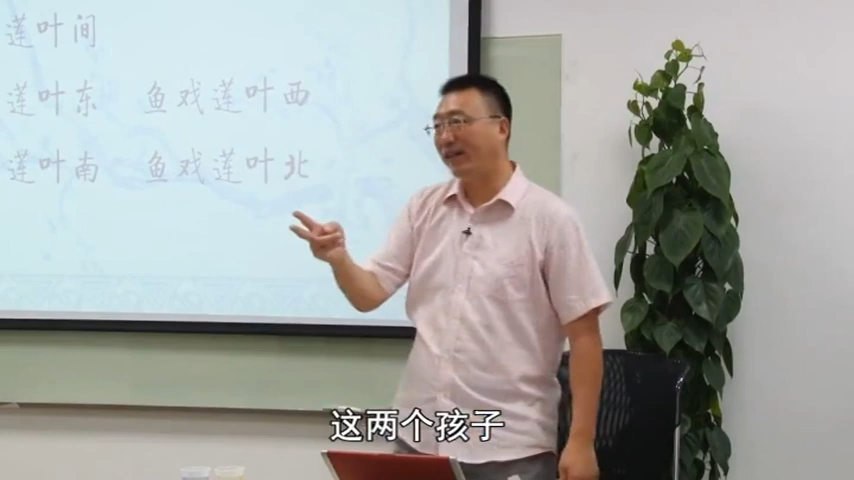 莲叶间
莲叶东 鱼戏莲叶西
莲叶南 鱼戏莲叶北
这两个孩子